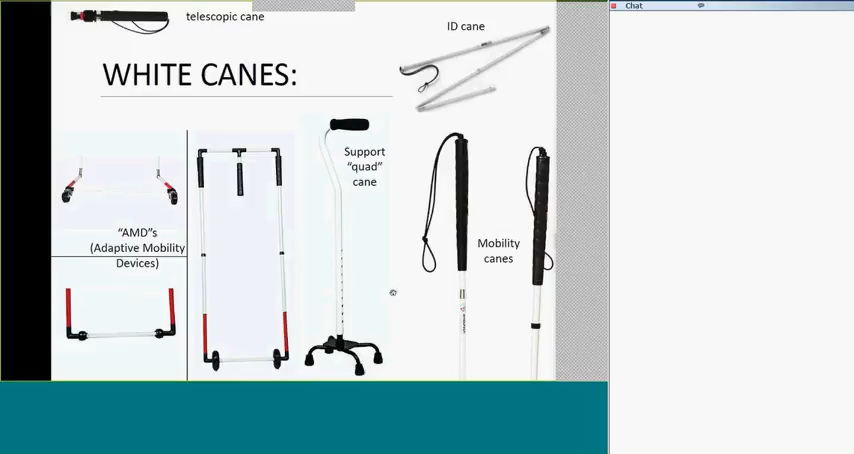 Chat
telescopic cane
ID cane
WHITE CANES:
Support
"quad"
cane
"AMD"s
(Adaptive Mobility
Devices)
Mobility
canes